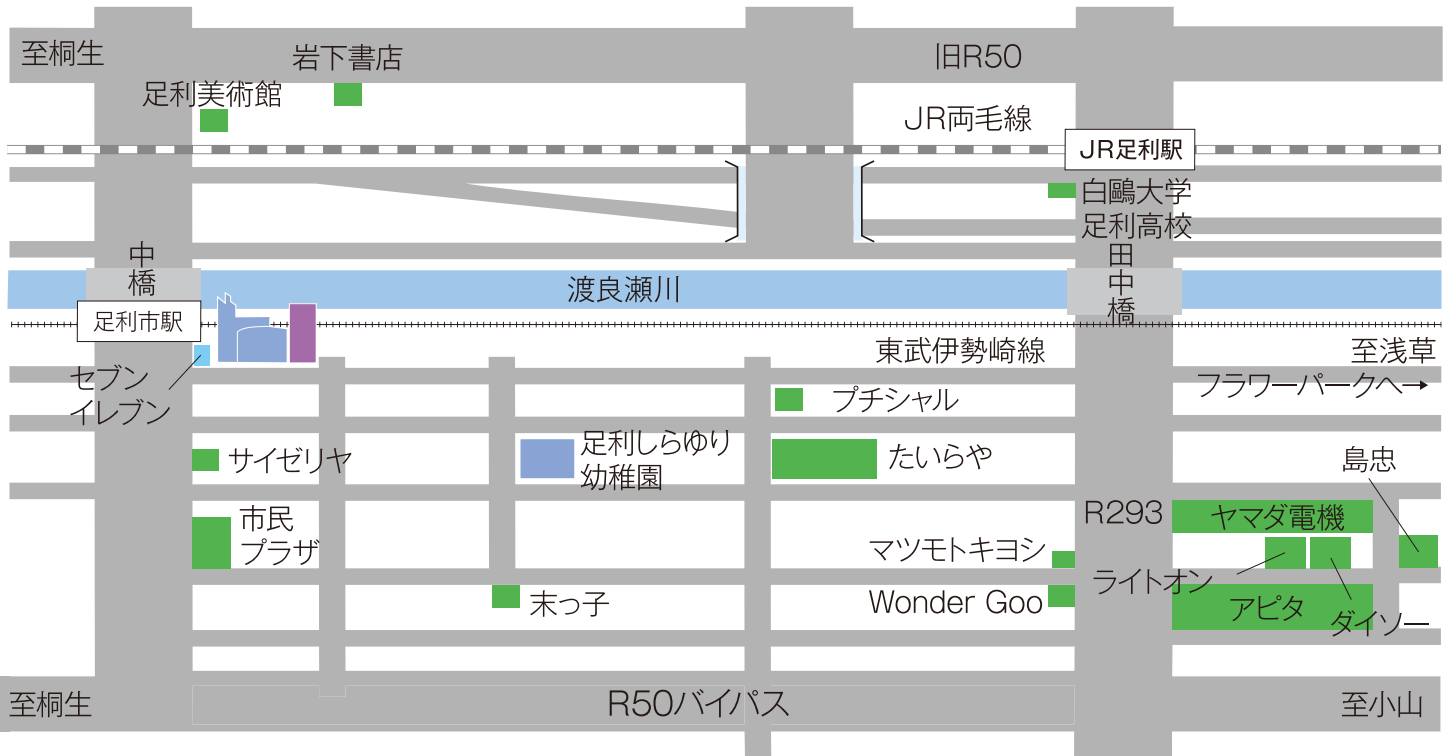 至桐生
岩下書店
旧R50
足利美術館
JR両毛線
JR足利駅
白鷗大学
足利高校
中橋
田中橋
渡良瀬川
足利市駅
東武伊勢崎線
至浅草
フラワーパークへ→
セブン
イレブン
プチシャル
サイゼリヤ
足利しらゆり
幼稚園
たいらや
島忠
R293
ヤマダ電機
市民
プラザ
マツモトキヨシ
ライトオン
末っ子
Wonder Goo
アピタ
ダイソー
至桐生
R50バイパス
至小山